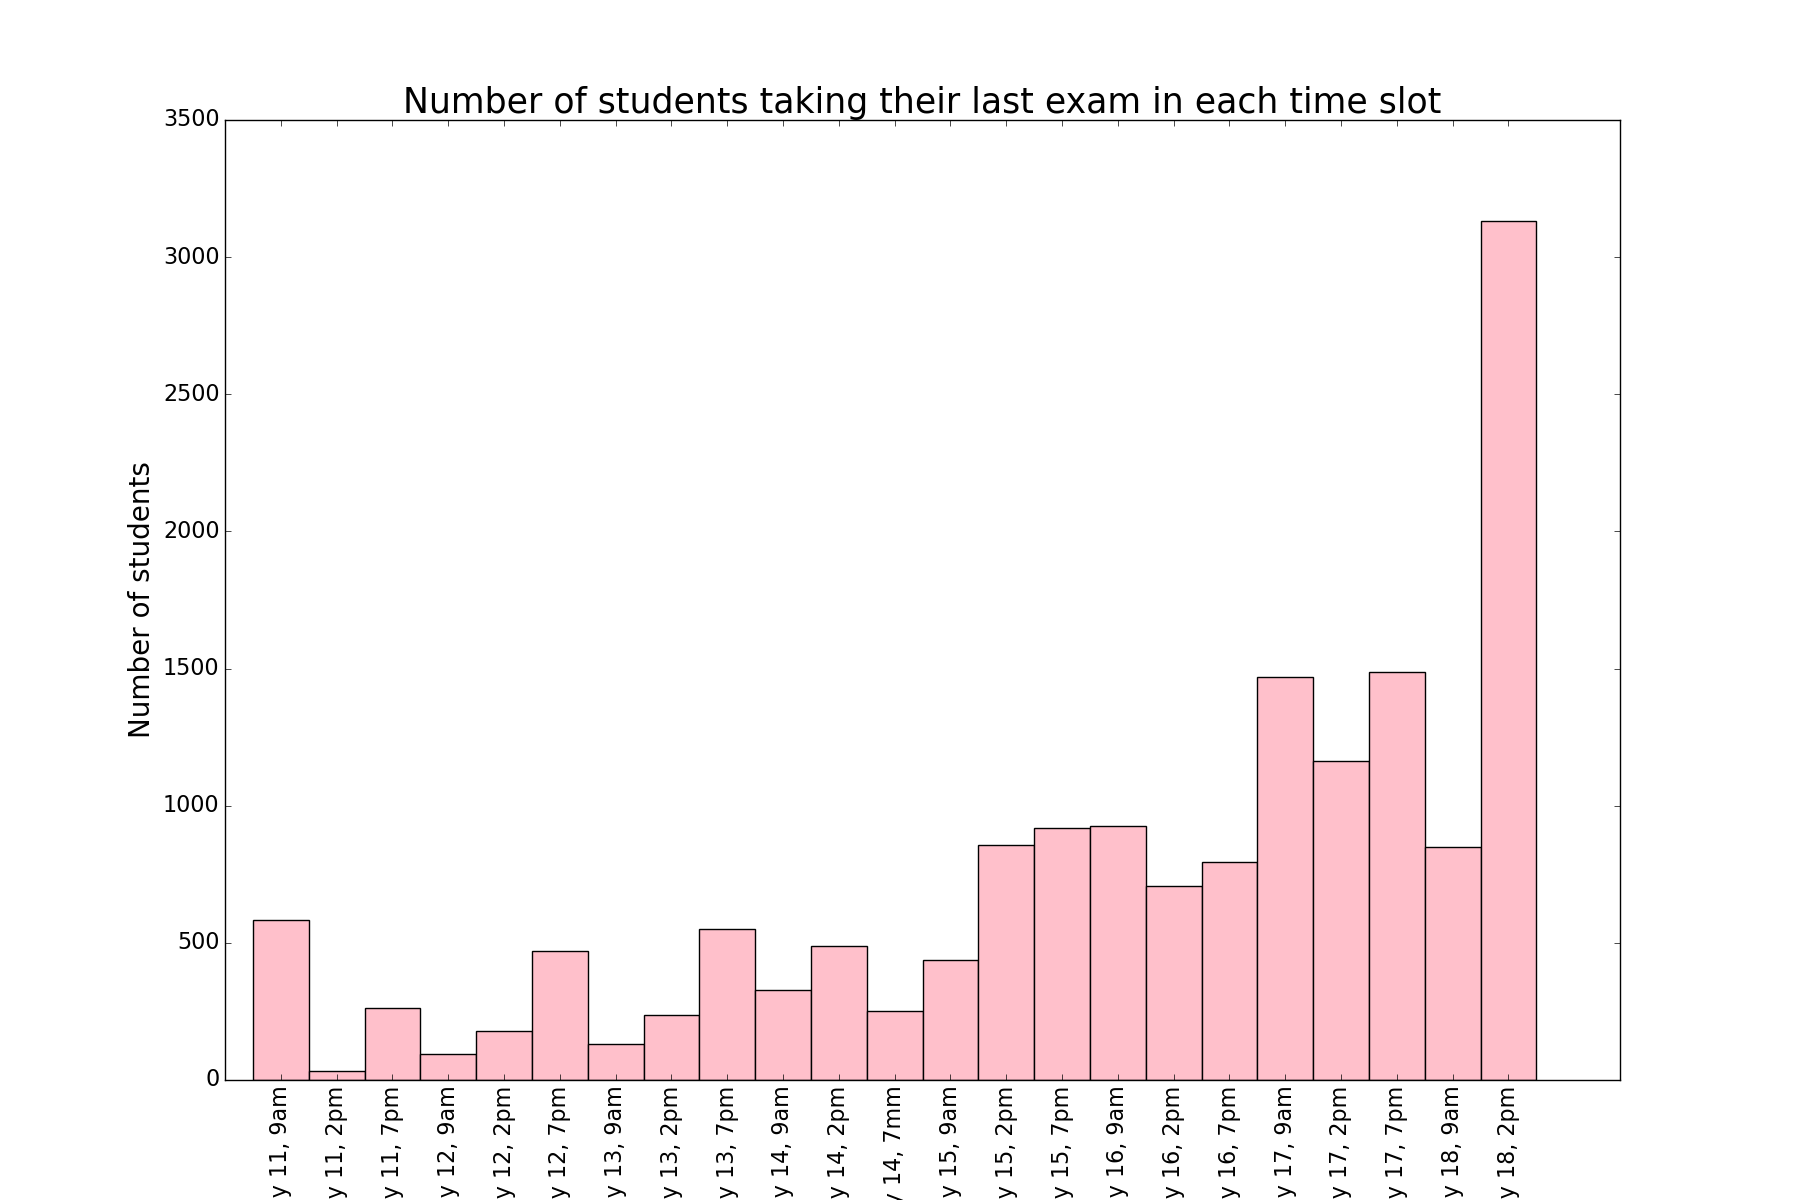 Number of students taking their last exam in each time slot
Number of students
3500
3000
2500
2000
1500
1000
500
0
y 11, 9am
y 11, 2pm
y 11, 7pm
y 12, 9am
y 12, 2pm
y 12, 7pm
y 13, 9am
y 13, 2pm
y 13, 7pm
y 14, 9am
y 14, 2pm
y 14, 7mm
y 15, 9am
y 15, 2pm
y 15, 7pm
y 16, 9am
y 16, 2pm
y 16, 7pm
y 17, 9am
y 17, 2pm
y 17, 7pm
y 18, 9am
y 18, 2pm